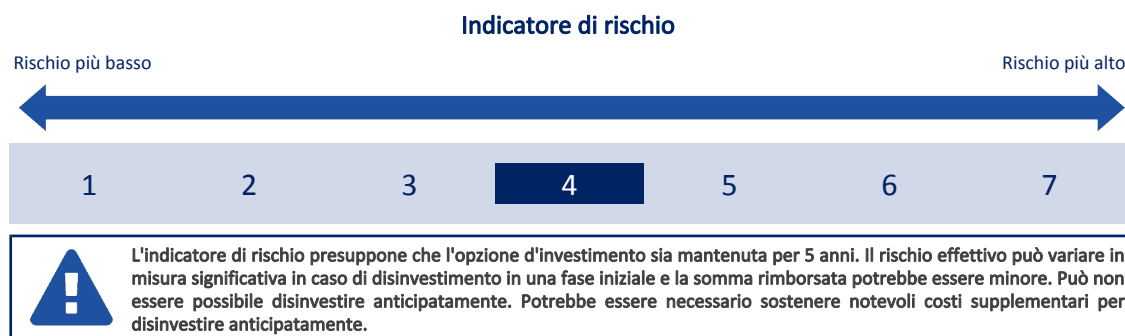 Indicatore di rischio
Rischio più basso
Rischio più alto
1 2 3 4 5 6 7
L'indicatore di rischio presuppone che l'opzione d'investimento sia mantenuta per 5 anni. Il rischio effettivo può variare in
misura significativa in caso di disinvestimento in una fase iniziale e la somma rimborsata potrebbe essere minore. Può non
essere possibile disinvestire anticipatamente. Potrebbe essere necessario sostenere notevoli costi supplementari per
disinvestire anticipatamente.